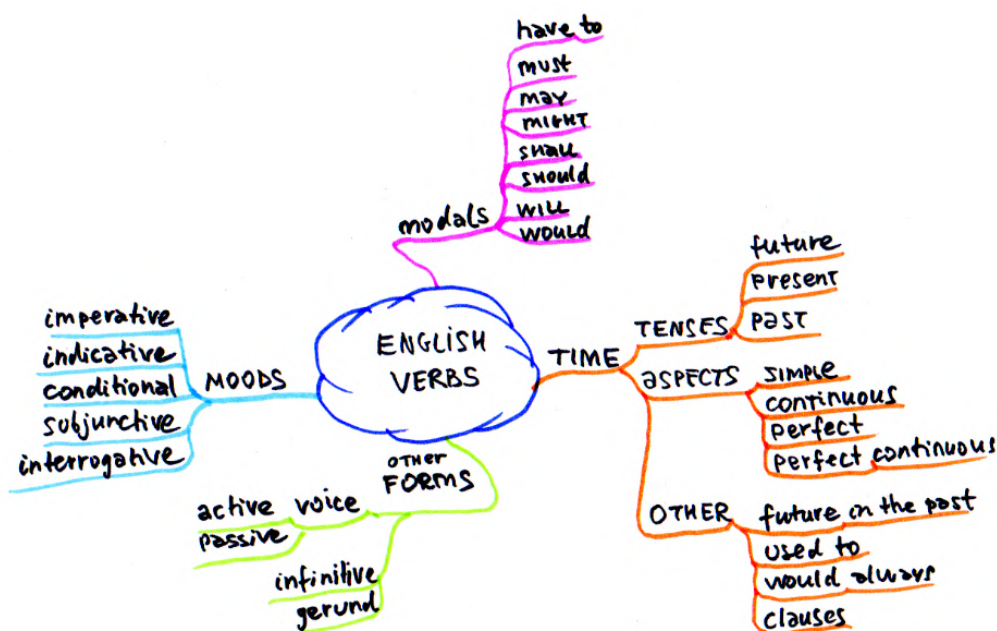 have to
must
may
MIGHT
SHALL
SHOULD
WILL
WOULD
modals
future
present
PAST
TENSES
ENGLISH
VERBS
TIME
ASPECTS
SIMPLE
continuous
perfect
perfect continuous
OTHER
future in the past
used to
would always
clauses
imperative
indicative
conditional
subjunctive
interrogative
MOODS
OTHER
FORMS
active voice
passive
infinitive
gerund